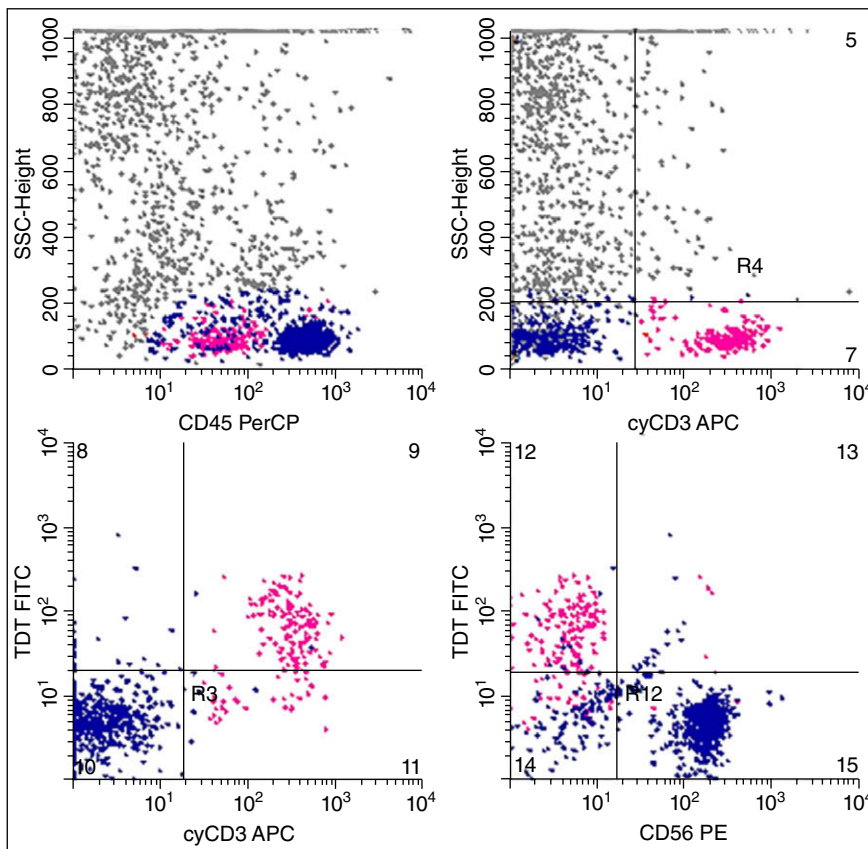 SSC-Height
1000
800
600
400
200
0
10¹ 10² 10³ 10⁴
CD45 PerCP
SSC-Height
1000
800
600
400
200
0
5
R4
7
10¹ 10² 10³ 10⁴
cyCD3 APC
TDT FITC
10⁴
10³
10²
10¹
8 9
R3
10 11
10¹ 10² 10³ 10⁴
cyCD3 APC
TDT FITC
10⁴
10³
10²
10¹
12 13
R12
14 15
10¹ 10² 10³ 10⁴
CD56 PE